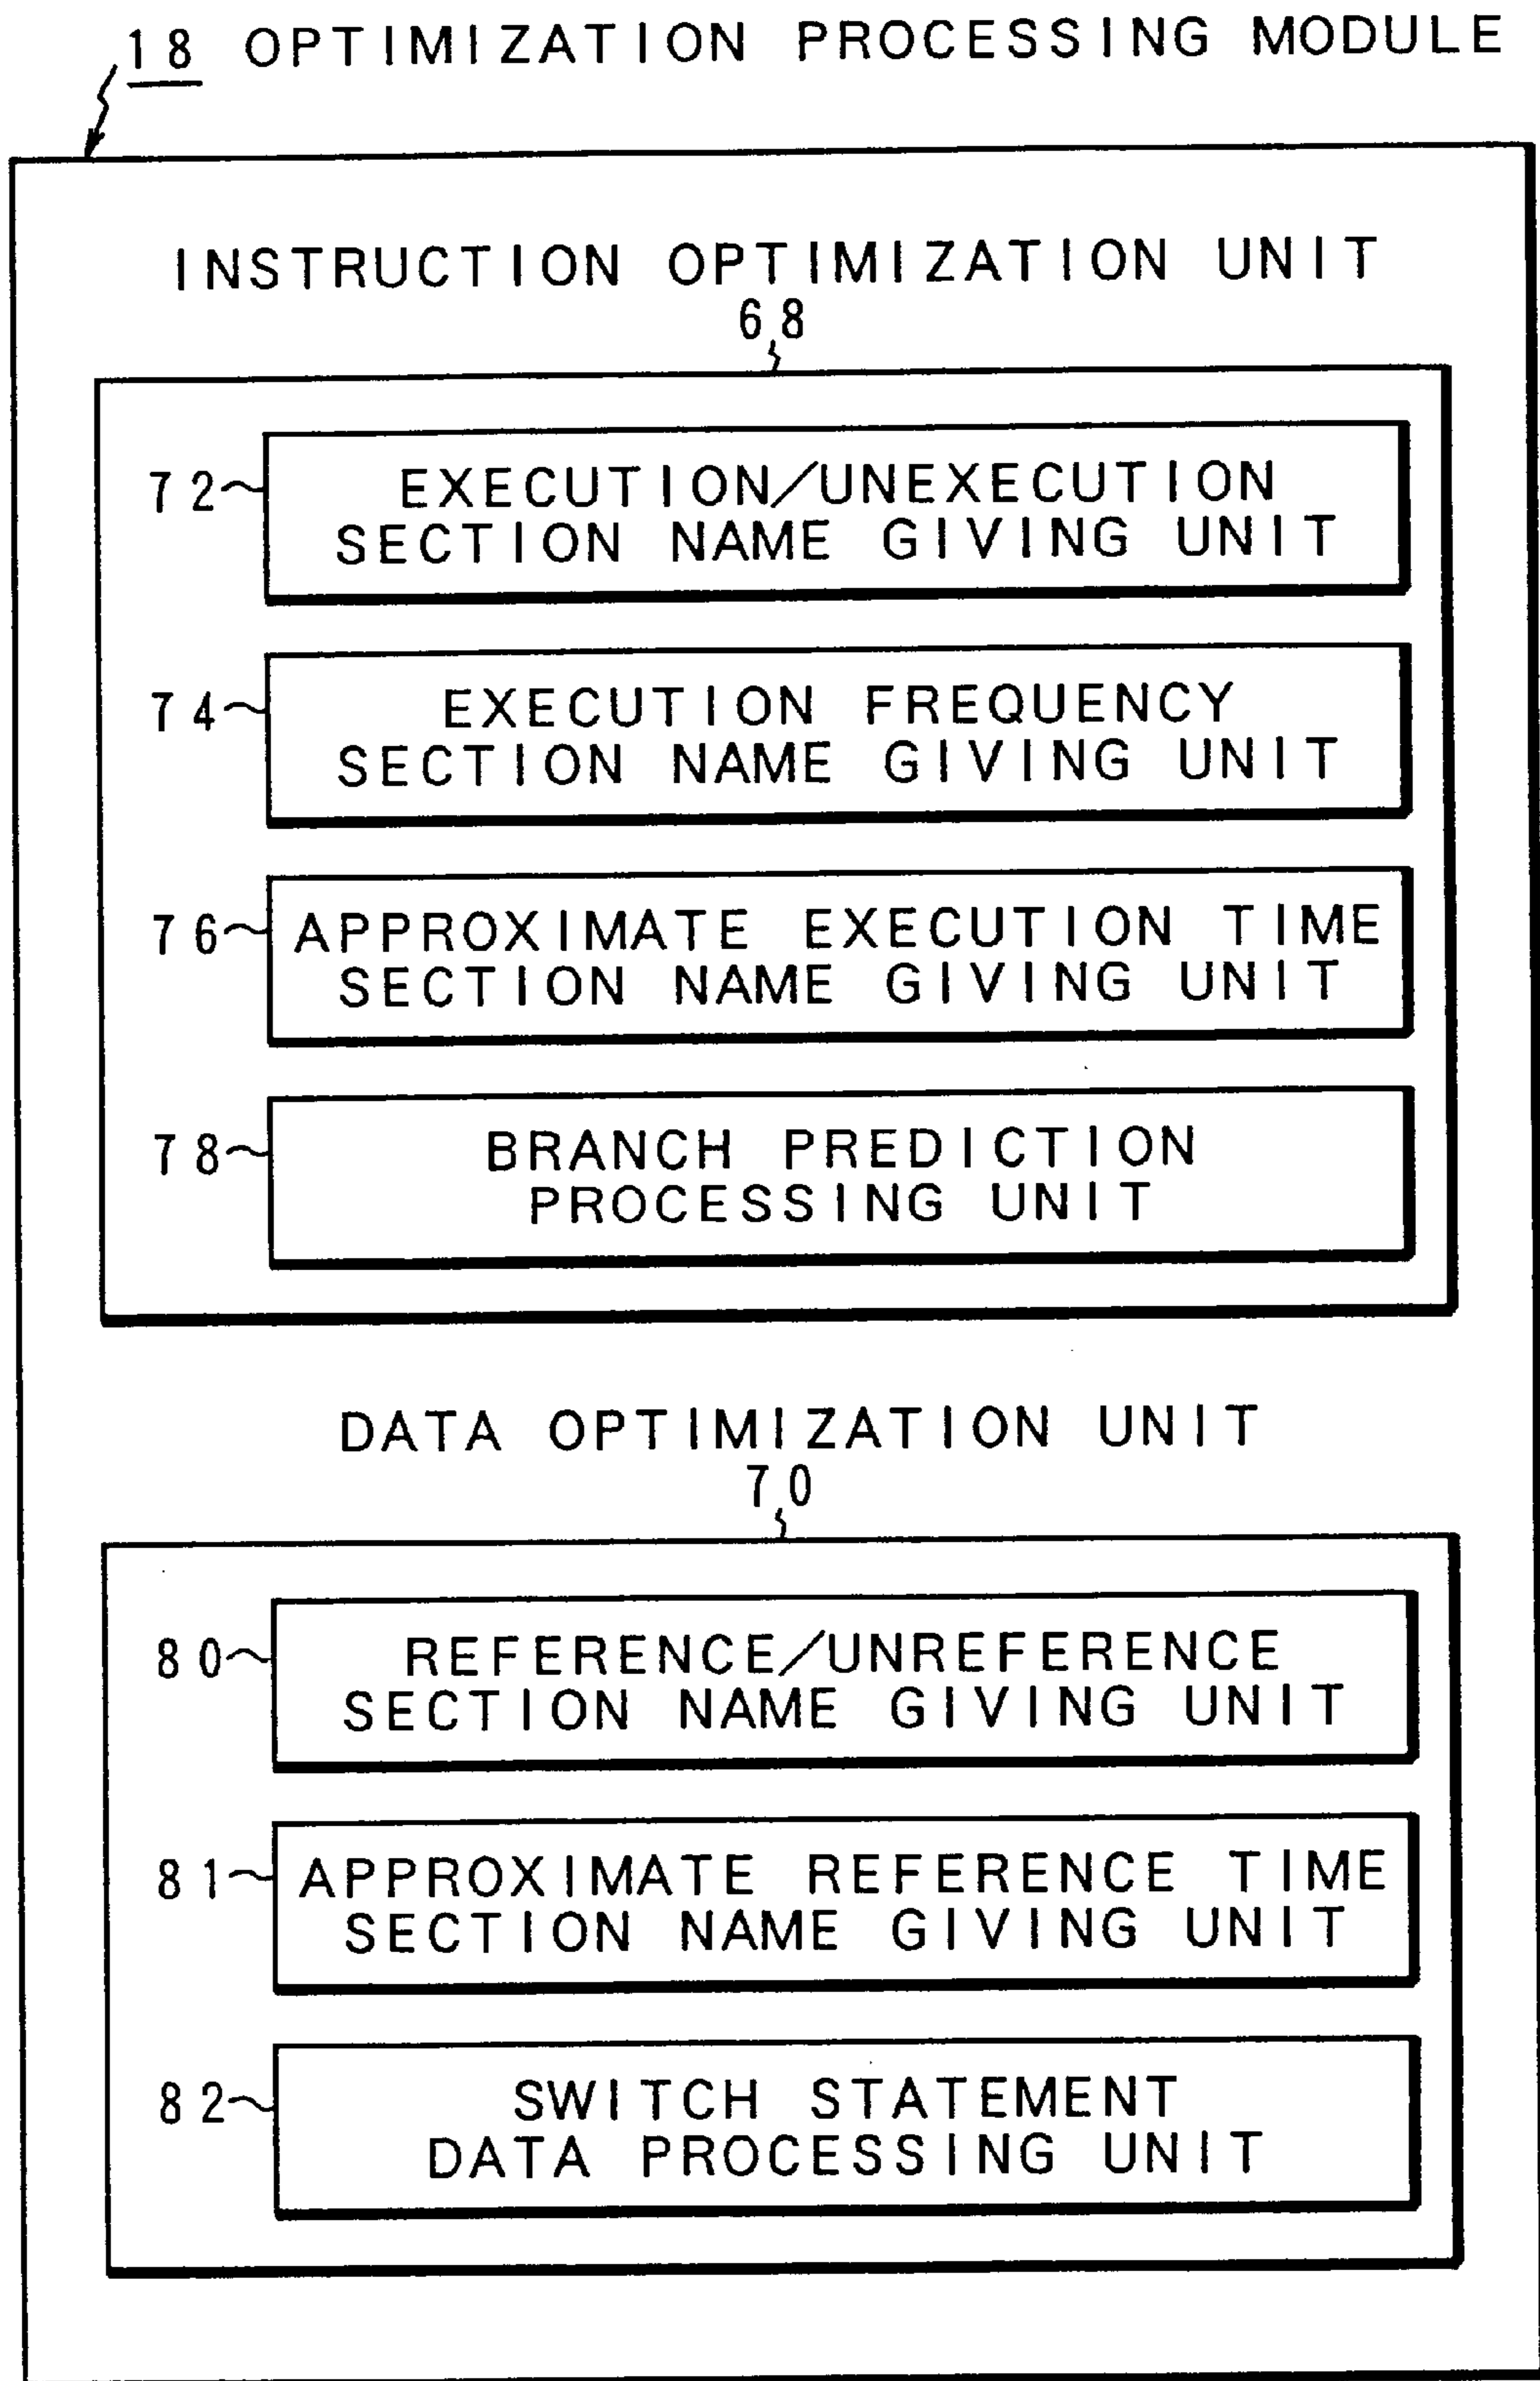 18 OPTIMIZATION PROCESSING MODULE
INSTRUCTION OPTIMIZATION UNIT
68
72
EXECUTION/UNEXECUTION
SECTION NAME GIVING UNIT
74
EXECUTION FREQUENCY
SECTION NAME GIVING UNIT
76
APPROXIMATE EXECUTION TIME
SECTION NAME GIVING UNIT
78
BRANCH PREDICTION
PROCESSING UNIT
DATA OPTIMIZATION UNIT
70
80
REFERENCE/UNREFERENCE
SECTION NAME GIVING UNIT
81
APPROXIMATE REFERENCE TIME
SECTION NAME GIVING UNIT
82
SWITCH STATEMENT
DATA PROCESSING UNIT